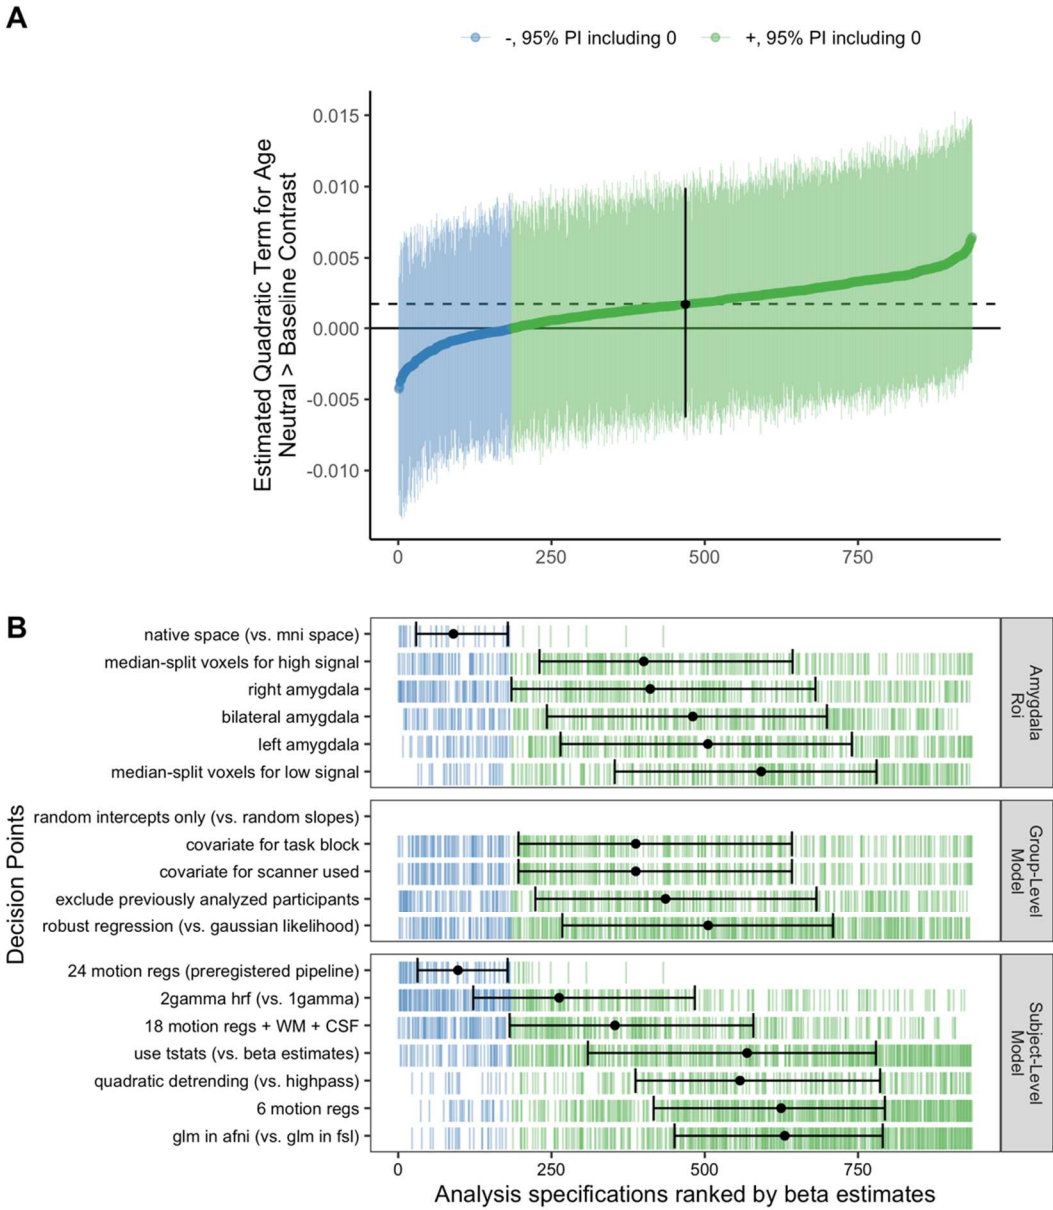 A
-, 95% PI including 0
+, 95% PI including 0
Estimated Quadratic Term for Age
Neutral > Baseline Contrast
0.015
0.010
0.005
0.000
-0.005
-0.010
0
250
500
750
B
Decision Points
native space (vs. mni space)
median-split voxels for high signal
right amygdala
bilateral amygdala
left amygdala
median-split voxels for low signal
Amygdala
Roi
random intercepts only (vs. random slopes)
covariate for task block
covariate for scanner used
exclude previously analyzed participants
robust regression (vs. gaussian likelihood)
Group-Level
Model
24 motion regs (preregistered pipeline)
2gamma hrf (vs. 1gamma)
18 motion regs + WM + CSF
use tstats (vs. beta estimates)
quadratic detrending (vs. highpass)
6 motion regs
glm in afni (vs. glm in fsl)
Subject-Level
Model
0
250
500
750
Analysis specifications ranked by beta estimates